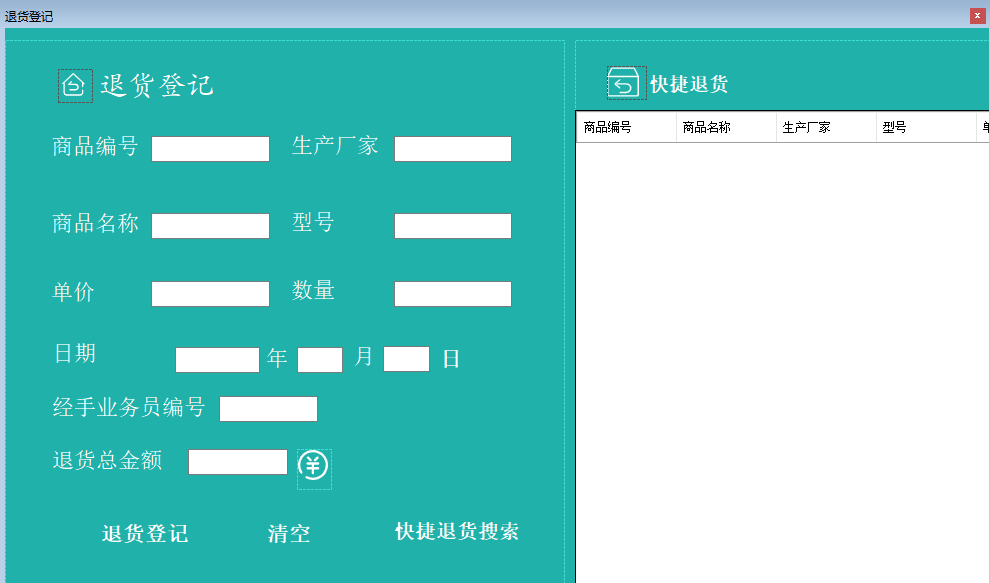 退货登记
退货登记
商品编号 生产厂家
商品名称 型号
单价 数量
日期 年 月 日
经手业务员编号
退货总金额 ¥
退货登记 清空 快捷退货搜索
快捷退货
商品编号 商品名称 生产厂家 型号